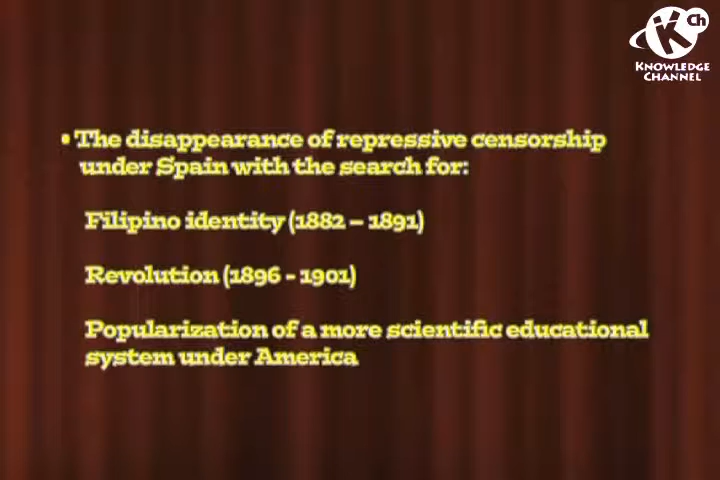 Ch
K
KNOWLEDGE
CHANNEL
• The disappearance of repressive censorship
under Spain with the search for:
Filipino identity (1882 – 1891)
Revolution (1896 - 1901)
Popularization of a more scientific educational
system under America